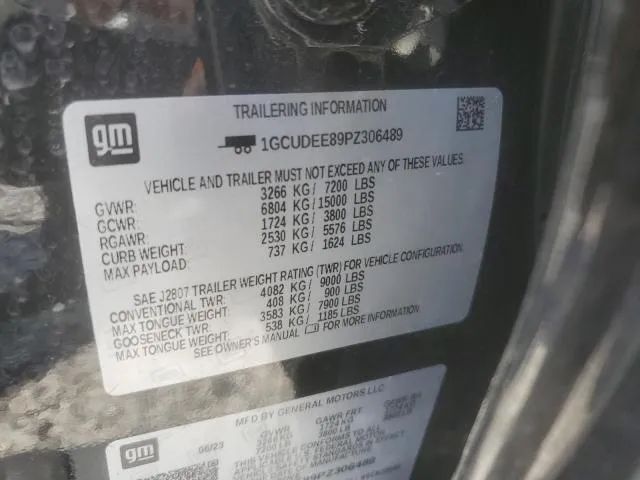 gm
TRAILERING INFORMATION
1GCUDEE89PZ306489
VEHICLE AND TRAILER MUST NOT EXCEED ANY OF THESE VALUES.
GVWR: 3266 KG/ 7200 LBS
GCWR: 6804 KG/ 15000 LBS
RGAWR: 1724 KG/ 3800 LBS
CURB WEIGHT: 2530 KG/ 5576 LBS
MAX PAYLOAD: 737 KG/ 1624 LBS
SAE J2807 TRAILER WEIGHT RATING (TWR) FOR VEHICLE CONFIGURATION.
CONVENTIONAL TWR: 4082 KG/ 9000 LBS
MAX TONGUE WEIGHT: 408 KG/ 900 LBS
GOOSENECK TWR: 3583 KG/ 7900 LBS
MAX TONGUE WEIGHT: 538 KG/ 1185 LBS
SEE OWNER'S MANUAL FOR MORE INFORMATION
gm
MFD BY GENERAL MOTORS LLC
06/23 GVWR GAWR FRT